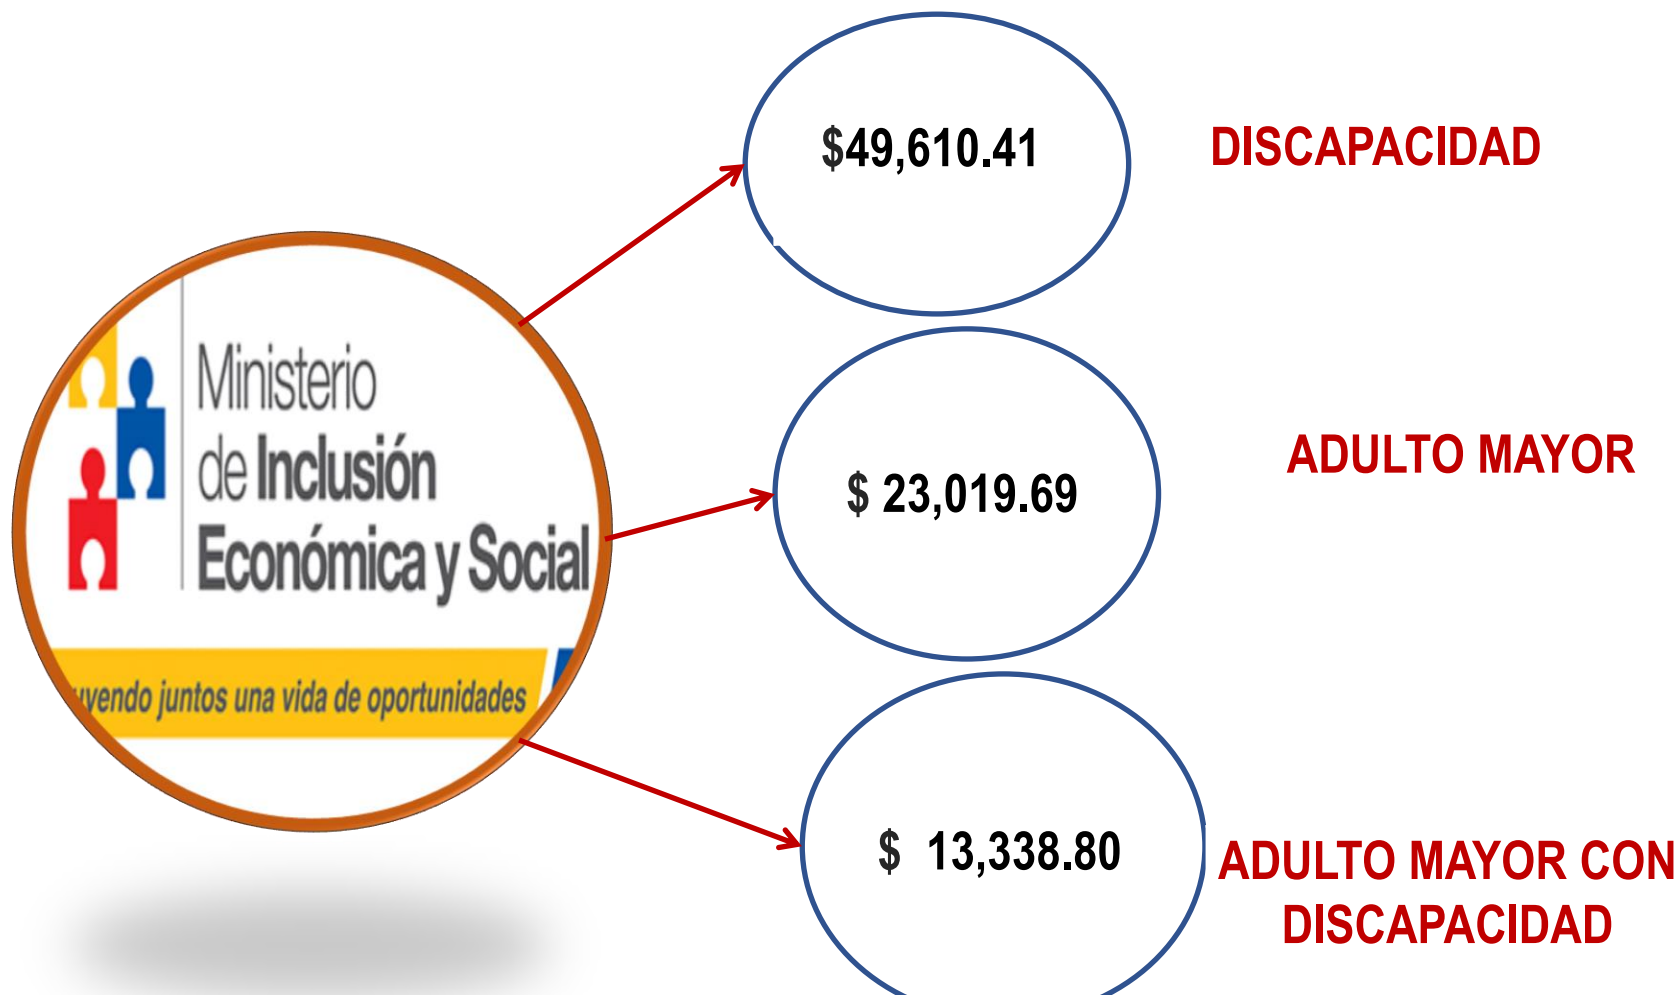 $49,610.41
DISCAPACIDAD
Ministerio
de Inclusión
Económica y Social
juntos una vida de oportunidades
$ 23,019.69
ADULTO MAYOR
$ 13,338.80
ADULTO MAYOR CON
DISCAPACIDAD